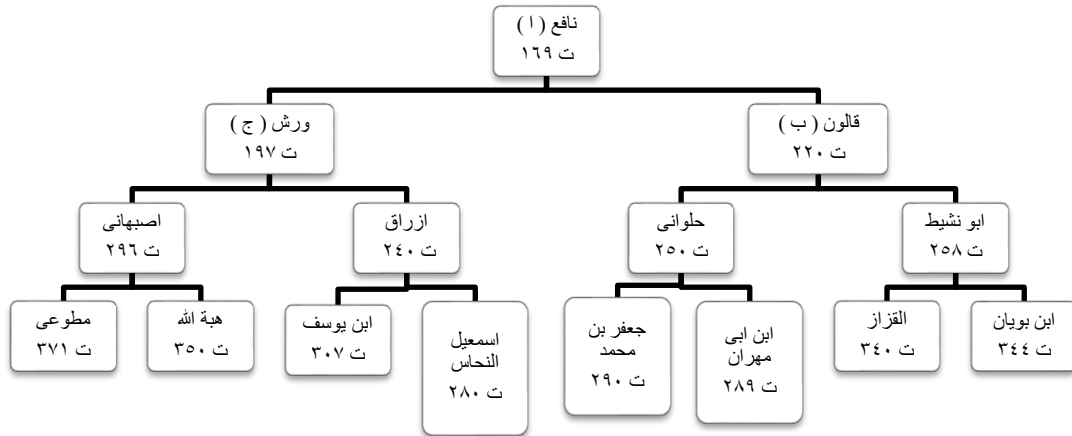 نافع ( ا )
ت ١٦٩
قالون ( ب )
ت ٢٢٠
ورش ( ج )
ت ١٩٧
ابو نشيط
ت ٢٥٨
حلوانى
ت ٢٥٠
ازراق
ت ٢٤٠
اصبهانى
ت ٢٩٦
ابن بويان
ت ٣٤٤
القزاز
ت ٣٤٠
ابن ابى
مهران
ت ٢٨٩
جعفر بن
محمد
ت ٢٩٠
اسمعيل
النحاس
ت ٢٨٠
ابن يوسف
ت ٣٠٧
هبة الله
ت ٣٥٠
مطوعى
ت ٣٧١